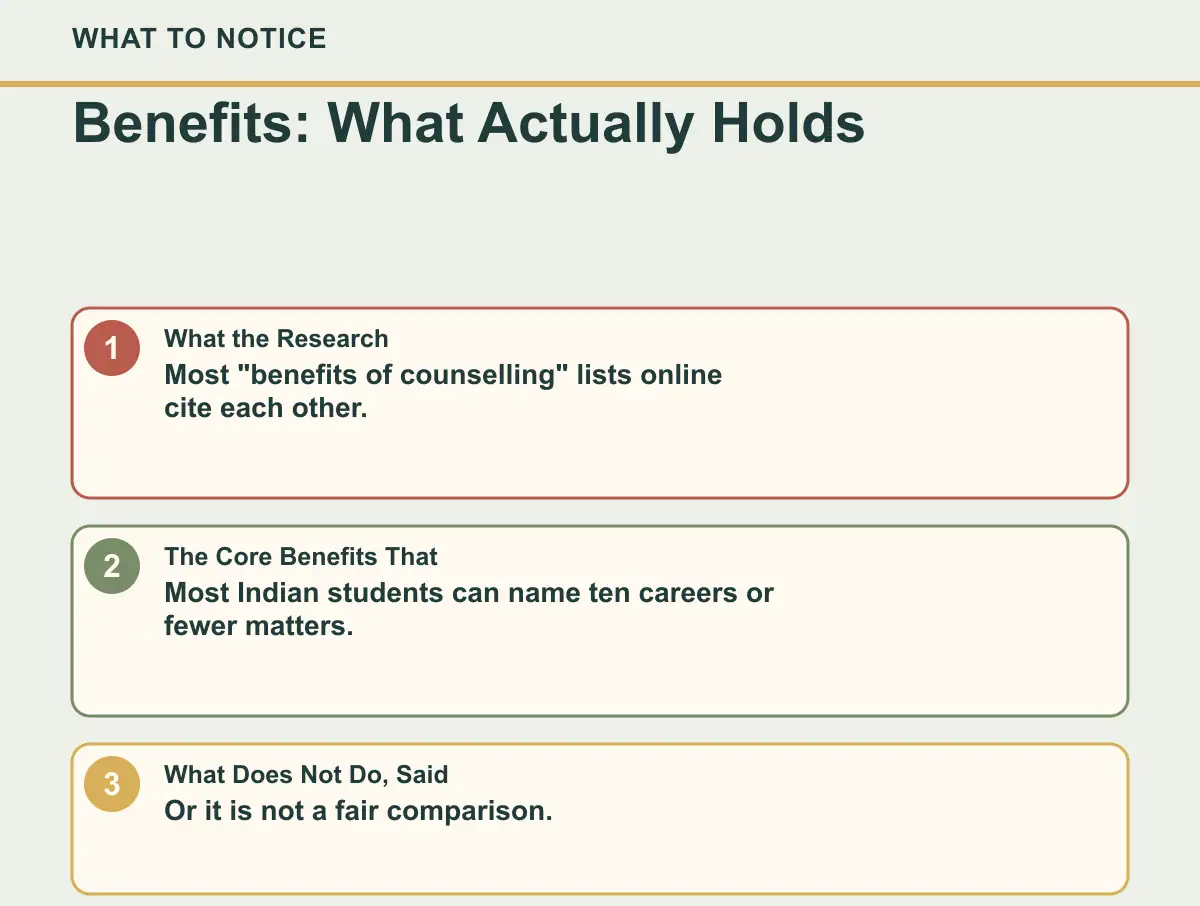 WHAT TO NOTICE
Benefits: What Actually Holds
1
What the Research
Most "benefits of counselling" lists online
cite each other.
2
The Core Benefits That
Most Indian students can name ten careers or
fewer matters.
3
What Does Not Do, Said
Or it is not a fair comparison.